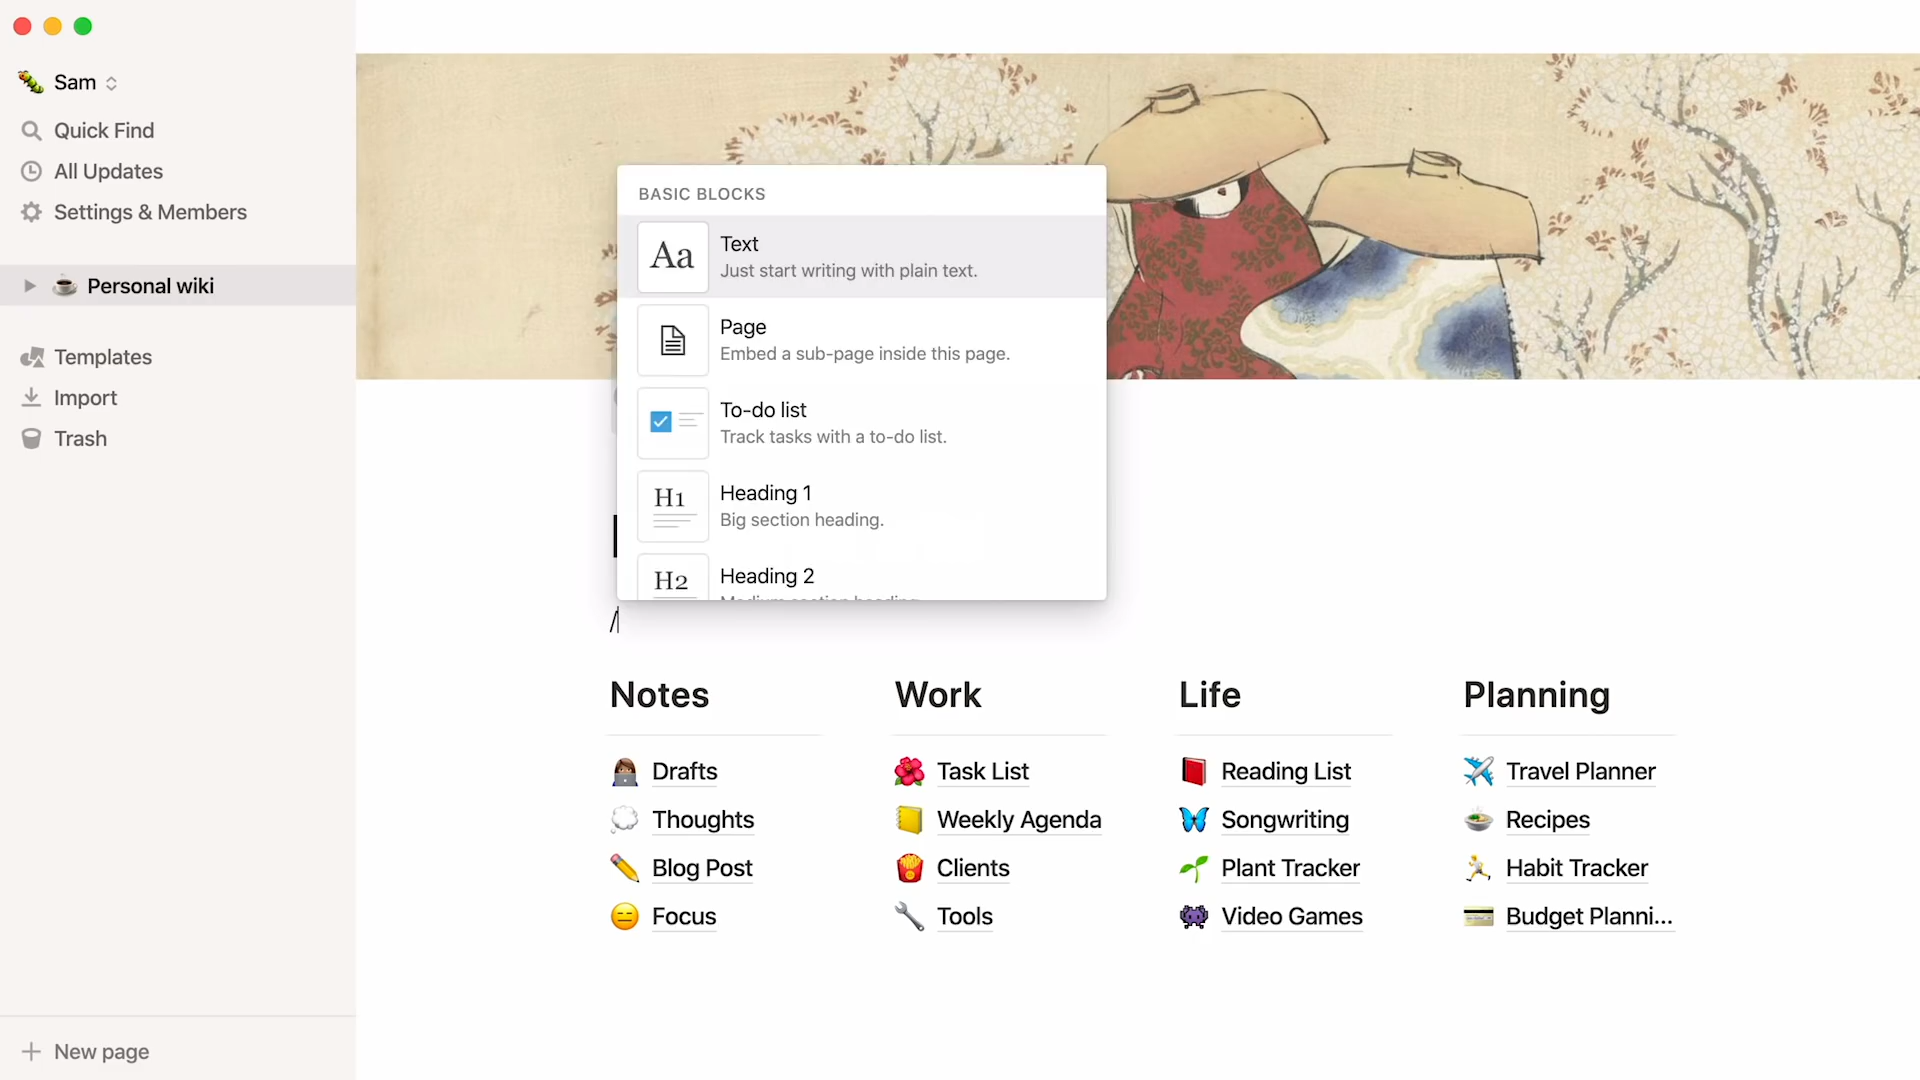 Sam
Quick Find
All Updates
Settings & Members
Personal wiki
Templates
Import
Trash
New page
BASIC BLOCKS
Aa
Text
Just start writing with plain text.
Page
Embed a sub-page inside this page.
To-do list
Track tasks with a to-do list.
H1
Heading 1
Big section heading.
H2
Heading 2
/
Notes
Drafts
Thoughts
Blog Post
Focus
Work
Task List
Weekly Agenda
Clients
Tools
Life
Reading List
Songwriting
Plant Tracker
Video Games
Planning
Travel Planner
Recipes
Habit Tracker
Budget Planni...